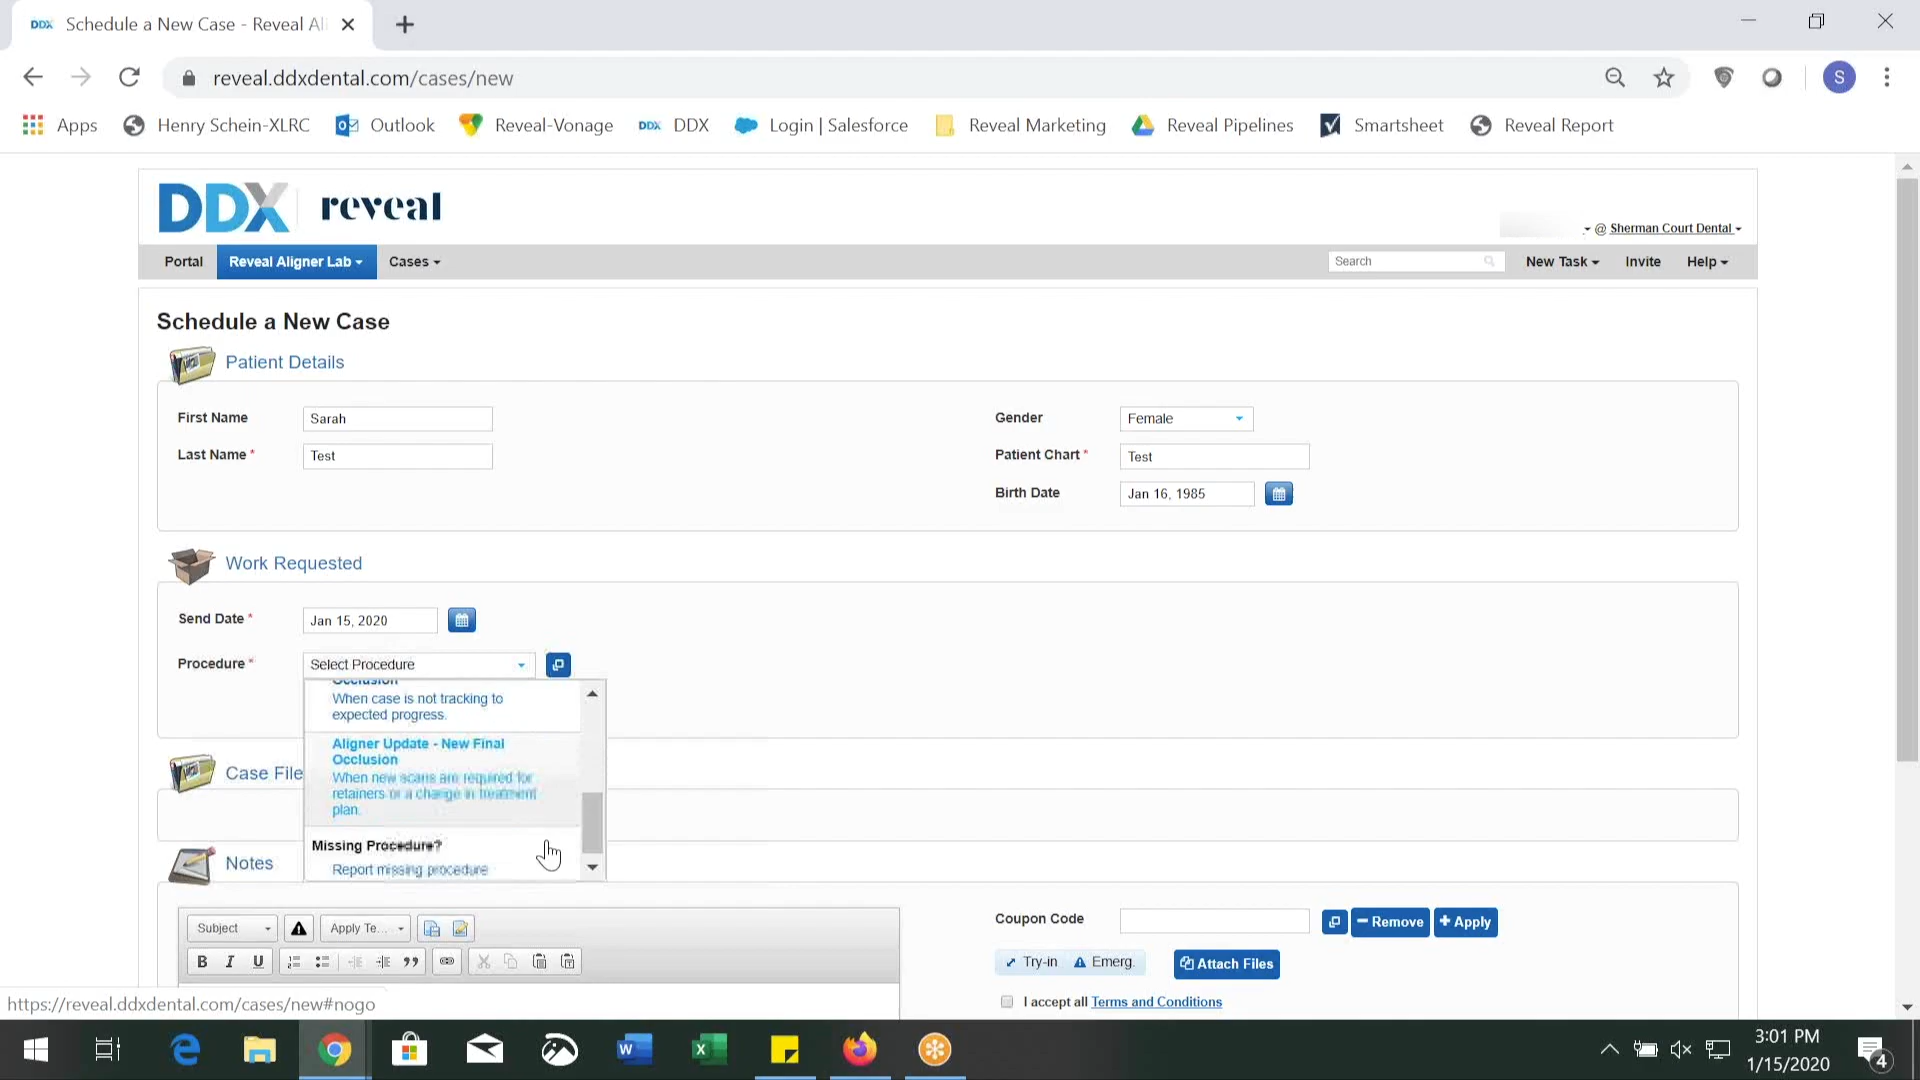 DDX Schedule a New Case - Reveal Al
reveal.ddxdental.com/cases/new
S
Apps Henry Schein-XLRC Outlook Reveal-Vonage DDX DDX Login | Salesforce Reveal Marketing Reveal Pipelines Smartsheet Reveal Report
DDX reveal
@ Sherman Court Dental
Portal Reveal Aligner Lab Cases Search New Task Invite Help
Schedule a New Case
Patient Details
First Name Sarah Gender Female
Last Name * Test Patient Chart * Test
Birth Date Jan 16, 1985
Work Requested
Send Date * Jan 15, 2020
Procedure * Select Procedure
Occlusion
When case is not tracking to
expected progress.
Aligner Update - New Final
Occlusion
Case File
When new scans are required for
retainers or a change in treatment
plan.
Missing Procedure?
Report missing procedure
Notes
Subject Apply Te... Coupon Code Remove + Apply
B I U Try-in Emerg. Attach Files
I accept all Terms and Conditions
https://reveal.ddxdental.com/cases/new#nogo
3:01 PM
1/15/2020
4